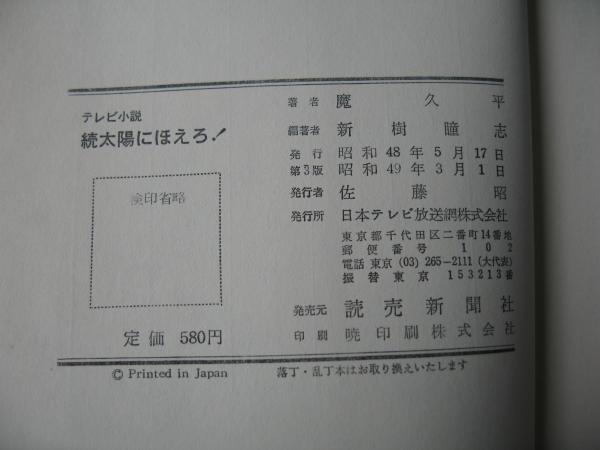 テレビ小説
続太陽にほえろ!
検印省略
定価 580円
著者 魔久平
編著者 新樹瞳志
発行 昭和48年5月17日
第3版 昭和49年3月1日
発行者 佐藤昭
発行所 日本テレビ放送網株式会社
東京都千代田区二番町14番地
郵便番号 102
電話 東京 (03) 265-2111 (大代表)
振替東京 153213番
発売元 読売新聞社
印刷 暁印刷株式会社
© Printed in Japan
落丁・乱丁本はお取り換えいたします